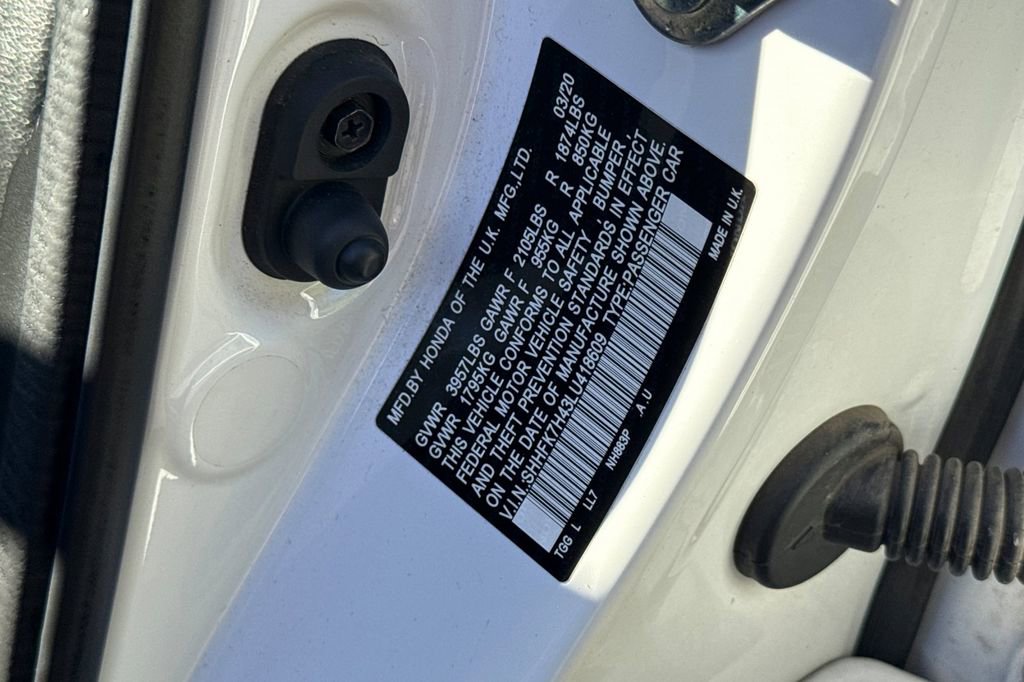 MFD.BY HONDA OF THE U.K. MFG.,LTD. 03/20
GVWR 3957LBS GAWR F 2105LBS R 1874LBS
GVWR 1795KG GAWR F 955KG R 850KG
THIS VEHICLE CONFORMS TO ALL APPLICABLE
FEDERAL MOTOR VEHICLE SAFETY, BUMPER,
AND THEFT PREVENTION STANDARDS IN EFFECT
ON THE DATE OF MANUFACTURE SHOWN ABOVE.
V.I.N:SHHFK7H43LU418609 TYPE:PASSENGER CAR
TGG L LL7 NH883P .A.U MADE IN U.K.